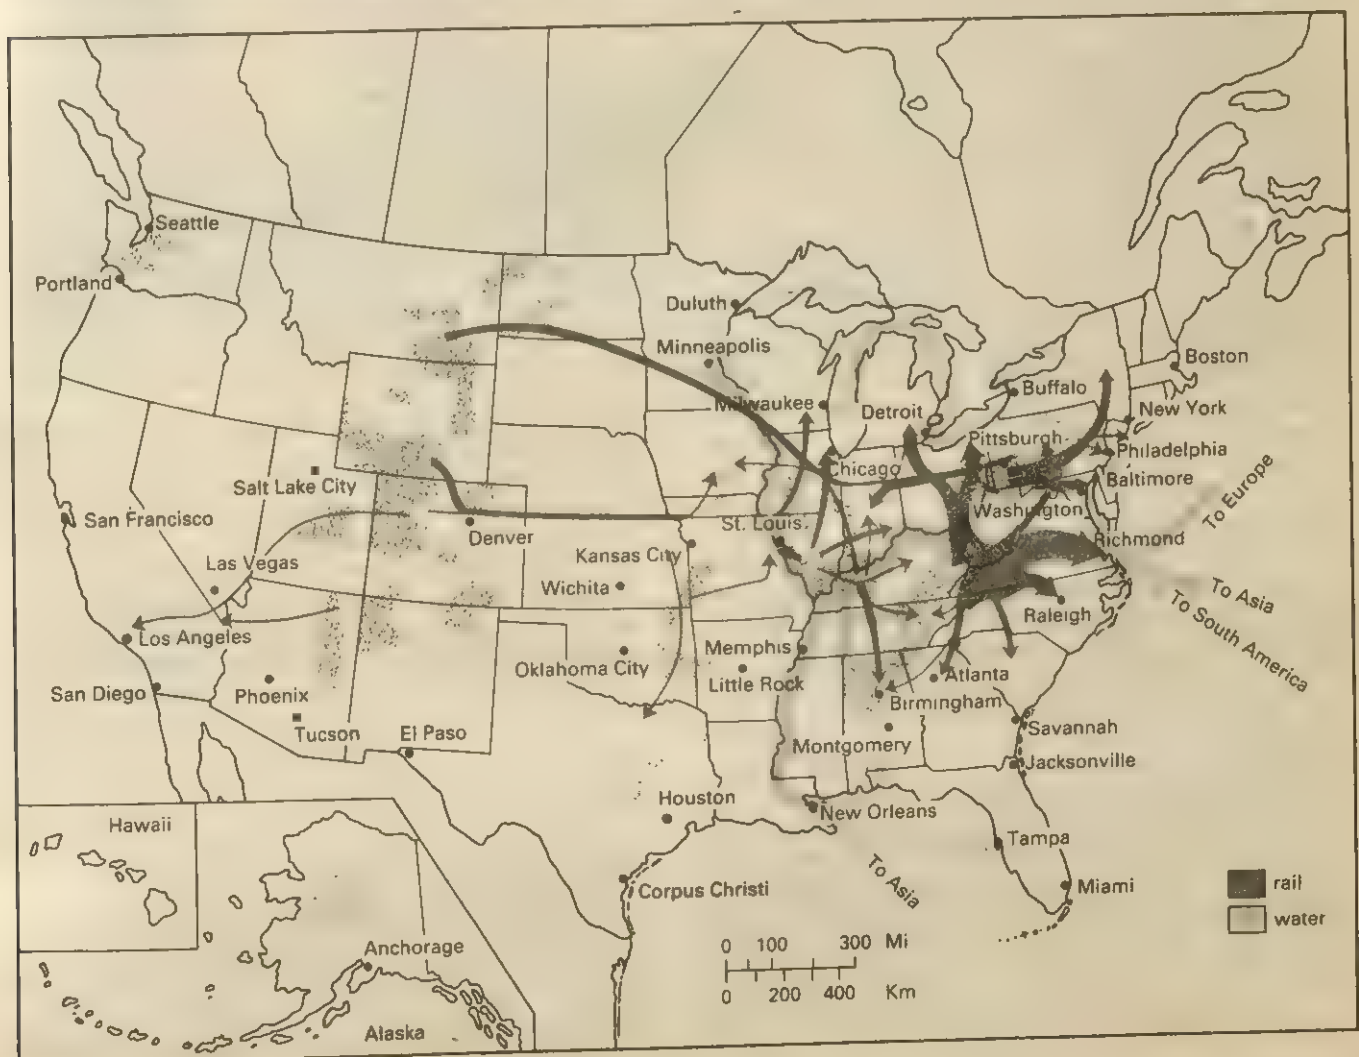 Seattle
Portland
Duluth
Minneapolis
Boston
Buffalo
Milwaukee
Detroit
New York
Pittsburgh
Philadelphia
Chicago
Salt Lake City
Baltimore
To Europe
San Francisco
Denver
St. Louis
Washington
Richmond
Kansas City
Las Vegas
Wichita
To Asia
Raleigh
To South America
Los Angeles
Memphis
Oklahoma City
Little Rock
Atlanta
San Diego
Phoenix
Birmingham
Tucson
El Paso
Montgomery
Savannah
Jacksonville
Houston
New Orleans
Hawaii
Tampa
To Asia
Corpus Christi
Miami
rail
water
Anchorage
0 100 300 Mi
0 200 400 Km
Alaska